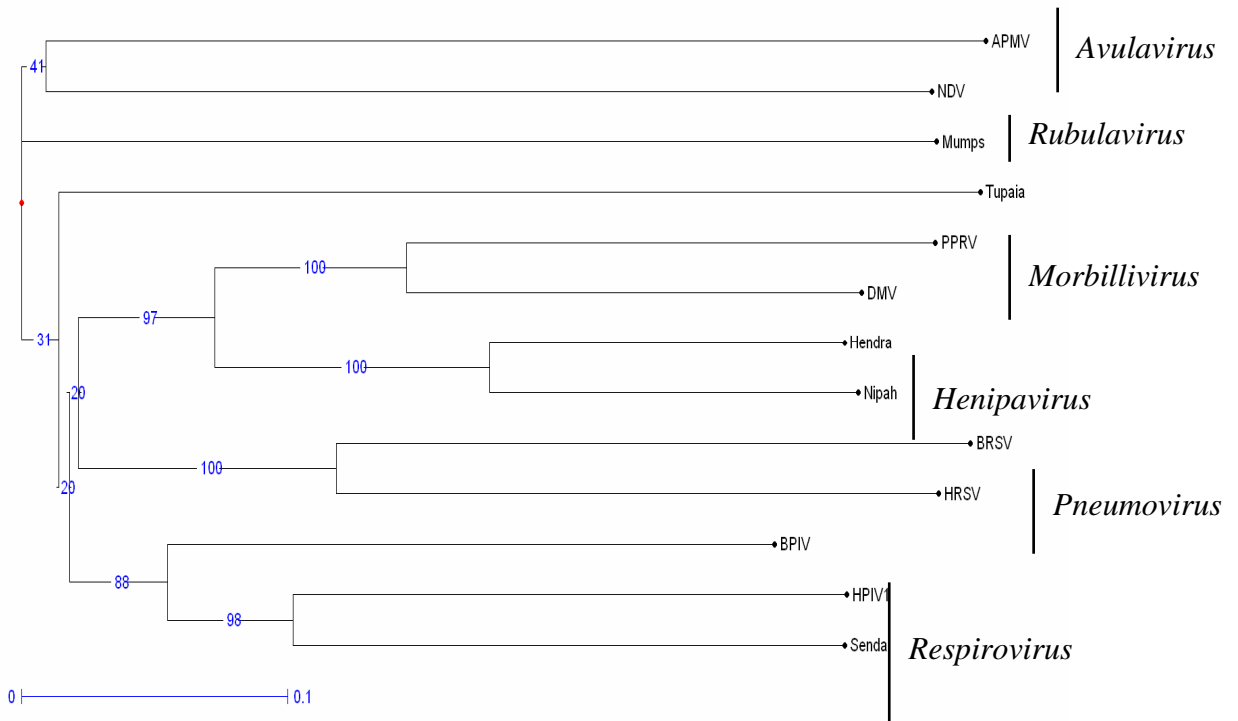 APMV
Avulavirus
41
NDV
Rubulavirus
Mumps
Tupaia
PPRV
100
Morbillivirus
DMV
97
Hendra
31
100
20
Nipah
Henipavirus
BRSV
100
20
HRSV
Pneumovirus
BPIV
88
HPIV1
98
Senda
Respirovirus
0 0.1